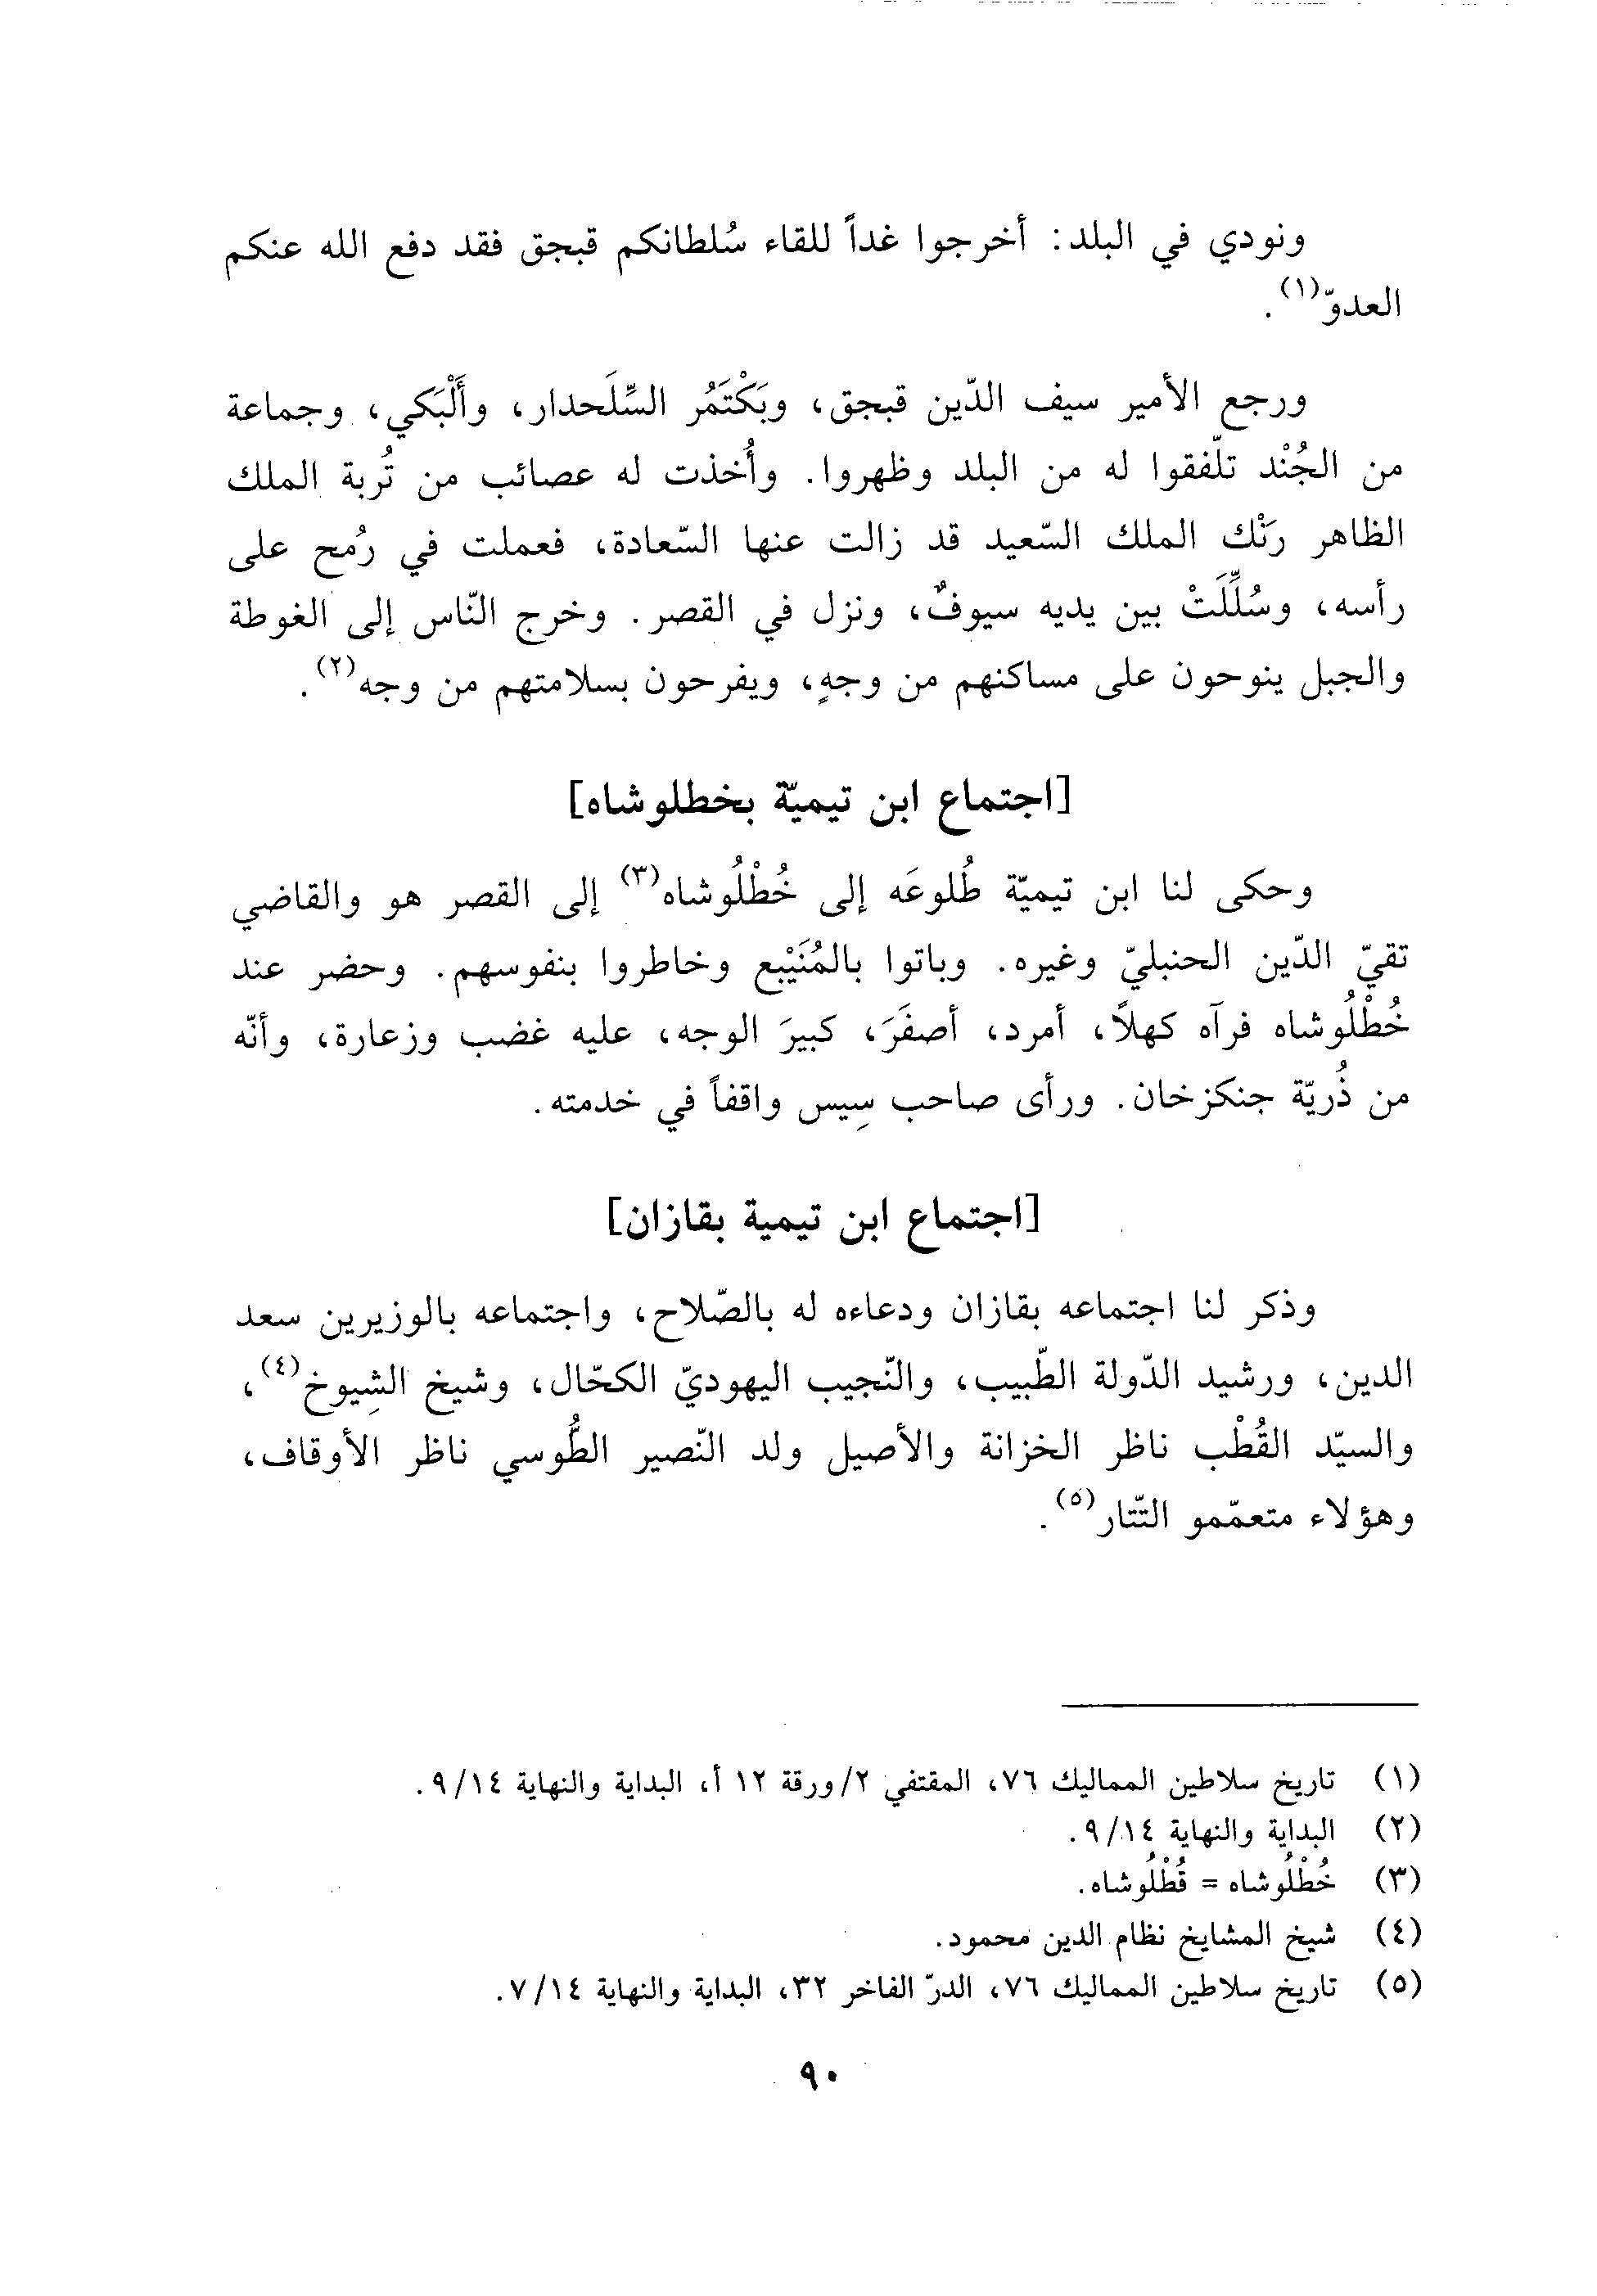 ونودي في البلد: أخرجوا غداً للقاء سُلطانكم قبجق فقد دفع الله عنكم
العدوّ(١).
ورجع الأمير سيف الدّين قبجق، وبَكْتَمُر السِّلَحدار، وأَلْبَكي، وجماعة
من الجُنْد تلّفقوا له من البلد وظهروا. وأُخذت له عصائب من تُربة الملك
الظاهر رَنْك الملك السّعيد قد زالت عنها السّعادة، فعملت في رُمح على
رأسه، وسُلِّلَتْ بين يديه سيوفٌ، ونزل في القصر. وخرج النّاس إلى الغوطة
والجبل ينوحون على مساكنهم من وجهٍ، ويفرحون بسلامتهم من وجه(٢).
[اجتماع ابن تيميّة بخطلوشاه]
وحكى لنا ابن تيميّة طُلوعَه إلى خُطْلُوشاه(٣) إلى القصر هو والقاضي
تقيّ الدّين الحنبليّ وغيره. وباتوا بالمُنَيْبع وخاطروا بنفوسهم. وحضر عند
خُطْلُوشاه فرآه كهلاً، أمرد، أصفَرَ، كبيرَ الوجه، عليه غضب وزعارة، وأنّه
من ذُريّة جنكزخان. ورأى صاحب سِيس واقفاً في خدمته.
[اجتماع ابن تيمية بقازان]
وذكر لنا اجتماعه بقازان ودعاءه له بالصّلاح، واجتماعه بالوزيرين سعد
الدين، ورشيد الدّولة الطّبيب، والنّجيب اليهوديّ الكحّال، وشيخ الشِيوخ(٤)،
والسيّد القُطْب ناظر الخزانة والأصيل ولد النّصير الطُّوسي ناظر الأوقاف،
وهؤلاء متعمّمو التّتار(٥).
(١) تاريخ سلاطين المماليك ٧٦، المقتفي ٢/ورقة ١٢ أ، البداية والنهاية ٩/١٤.
(٢) البداية والنهاية ٩/١٤.
(٣) خُطْلُوشاه = قُطْلُوشاه.
(٤) شيخ المشايخ نظام الدين محمود.
(٥) تاريخ سلاطين المماليك ٧٦، الدرّ الفاخر ٣٢، البداية والنهاية ٧/١٤.
٩٠